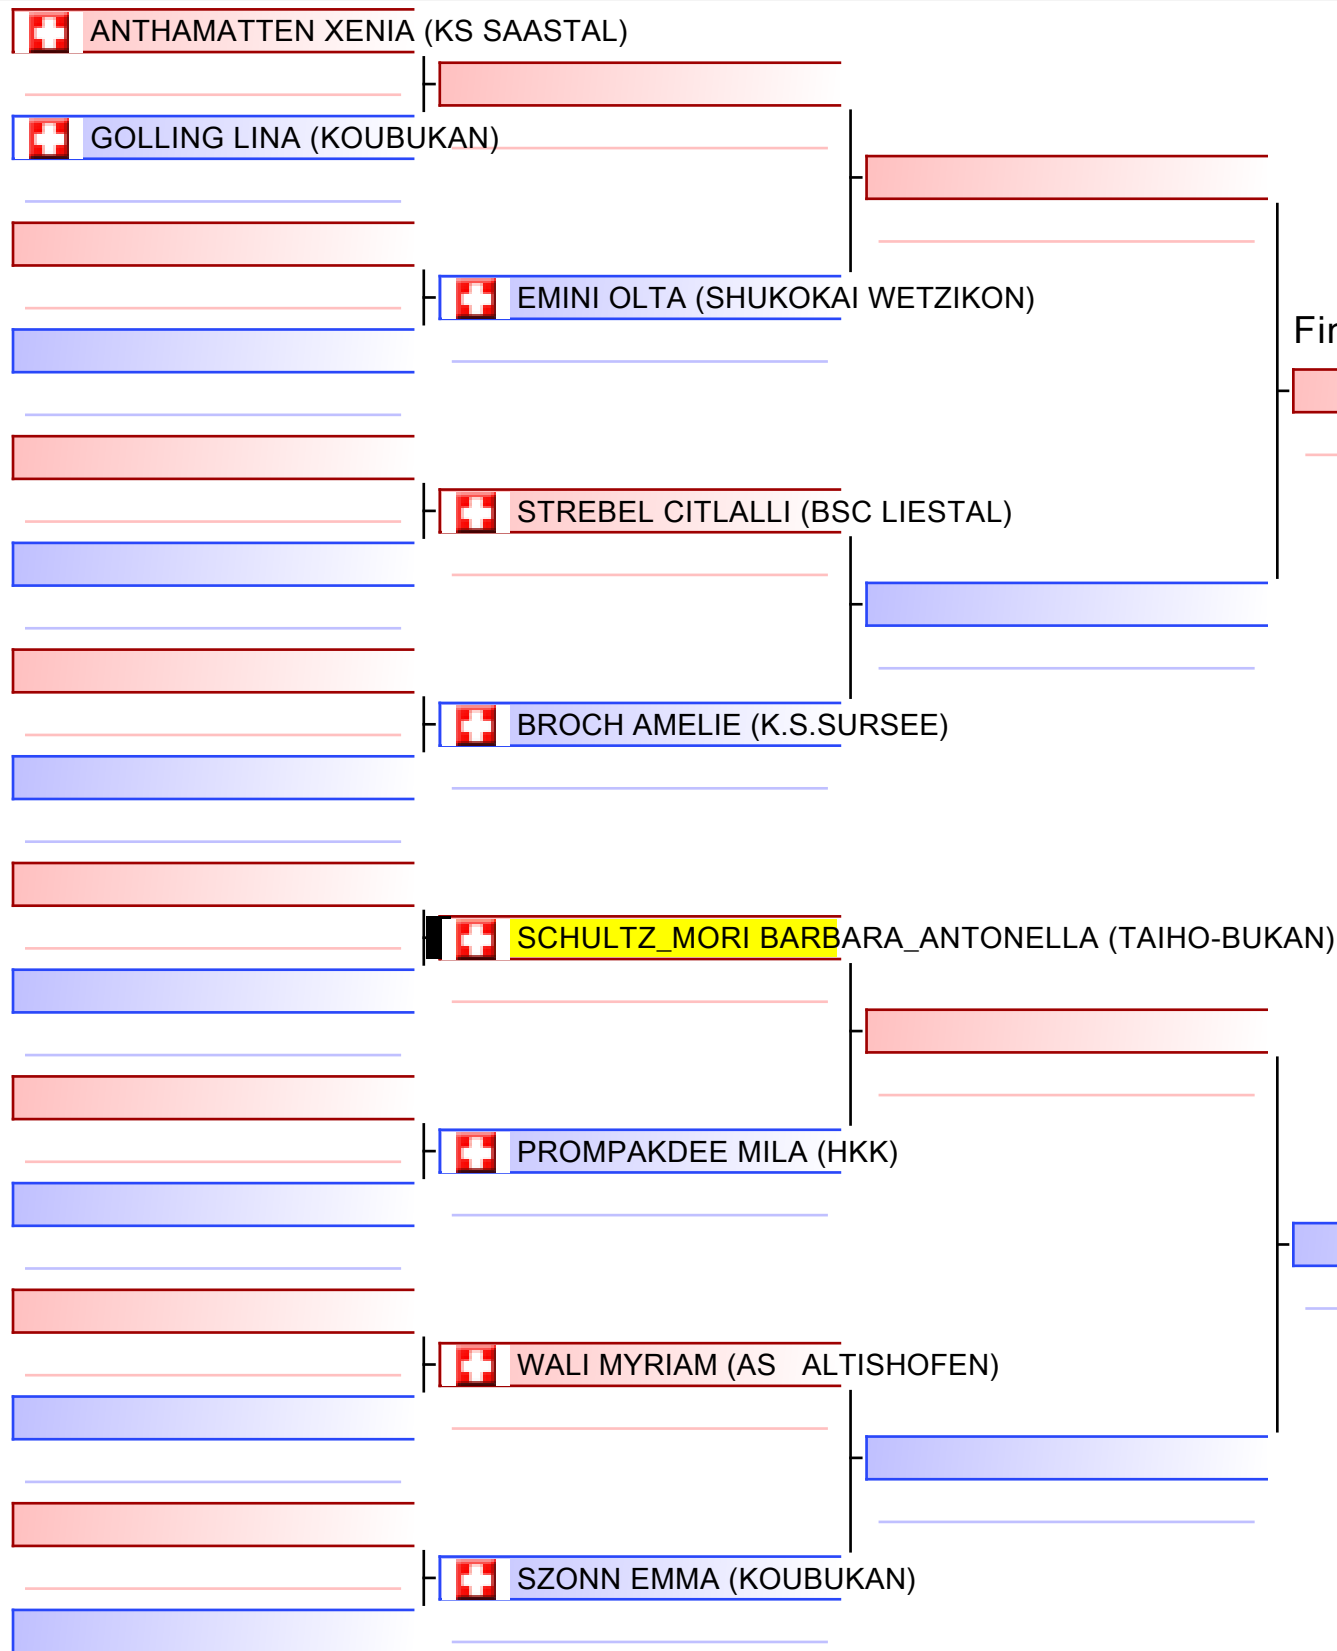 ANTHAMATTEN XENIA (KS SAASTAL)
GOLLING LINA (KOUBUKAN)
EMINI OLTA (SHUKOKAI WETZIKON)
STREBEL CITLALLI (BSC LIESTAL)
BROCH AMELIE (K.S.SURSEE)
SCHULTZ_MORI BARBARA_ANTONELLA (TAIHO-BUKAN)
PROMPAKDEE MILA (HKK)
WALI MYRIAM (AS ALTISHOFEN)
SZONN EMMA (KOUBUKAN)